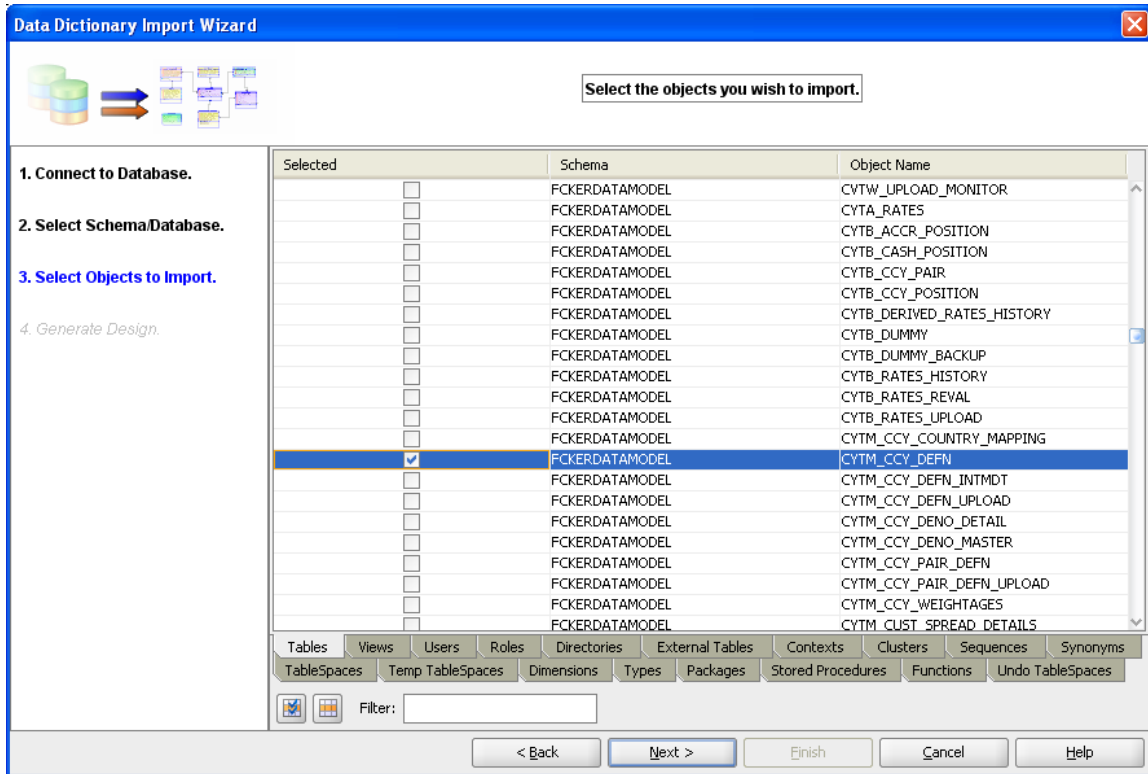 Data Dictionary Import Wizard
Select the objects you wish to import.
1. Connect to Database.
2. Select Schema/Database.
3. Select Objects to Import.
4. Generate Design.
Selected Schema Object Name
FCKERDATAMODEL CVTW_UPLOAD_MONITOR
FCKERDATAMODEL CYTA_RATES
FCKERDATAMODEL CYTB_ACCR_POSITION
FCKERDATAMODEL CYTB_CASH_POSITION
FCKERDATAMODEL CYTB_CCY_PAIR
FCKERDATAMODEL CYTB_CCY_POSITION
FCKERDATAMODEL CYTB_DERIVED_RATES_HISTORY
FCKERDATAMODEL CYTB_DUMMY
FCKERDATAMODEL CYTB_DUMMY_BACKUP
FCKERDATAMODEL CYTB_RATES_HISTORY
FCKERDATAMODEL CYTB_RATES_REVAL
FCKERDATAMODEL CYTB_RATES_UPLOAD
FCKERDATAMODEL CYTM_CCY_COUNTRY_MAPPING
FCKERDATAMODEL CYTM_CCY_DEFN
FCKERDATAMODEL CYTM_CCY_DEFN_INTMDT
FCKERDATAMODEL CYTM_CCY_DEFN_UPLOAD
FCKERDATAMODEL CYTM_CCY_DENO_DETAIL
FCKERDATAMODEL CYTM_CCY_DENO_MASTER
FCKERDATAMODEL CYTM_CCY_PAIR_DEFN
FCKERDATAMODEL CYTM_CCY_PAIR_DEFN_UPLOAD
FCKERDATAMODEL CYTM_CCY_WEIGHTAGES
FCKERDATAMODEL CYTM_CUST_SPREAD_DETAILS
Tables Views Users Roles Directories External Tables Contexts Clusters Sequences Synonyms
TableSpaces Temp TableSpaces Dimensions Types Packages Stored Procedures Functions Undo TableSpaces
Filter:
< Back Next > Finish Cancel Help